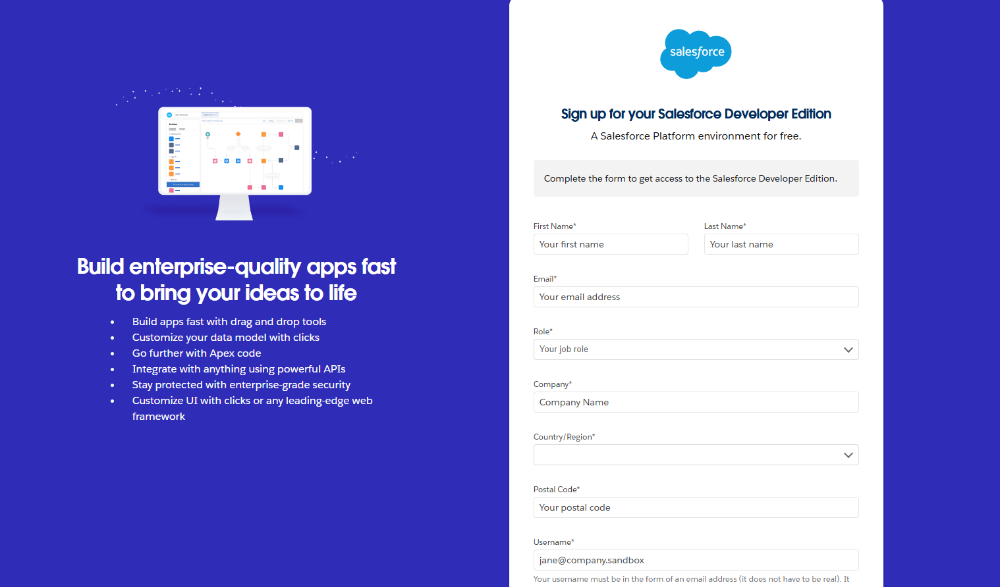 Build enterprise-quality apps fast
to bring your ideas to life
• Build apps fast with drag and drop tools
• Customize your data model with clicks
• Go further with Apex code
• Integrate with anything using powerful APIs
• Stay protected with enterprise-grade security
• Customize UI with clicks or any leading-edge web
framework
salesforce
Sign up for your Salesforce Developer Edition
A Salesforce Platform environment for free.
Complete the form to get access to the Salesforce Developer Edition.
First Name* Last Name*
Your first name Your last name
Email*
Your email address
Role*
Your job role
Company*
Company Name
Country/Region*
Postal Code*
Your postal code
Username*
jane@company.sandbox
Your username must be in the form of an email address (it does not have to be real). It